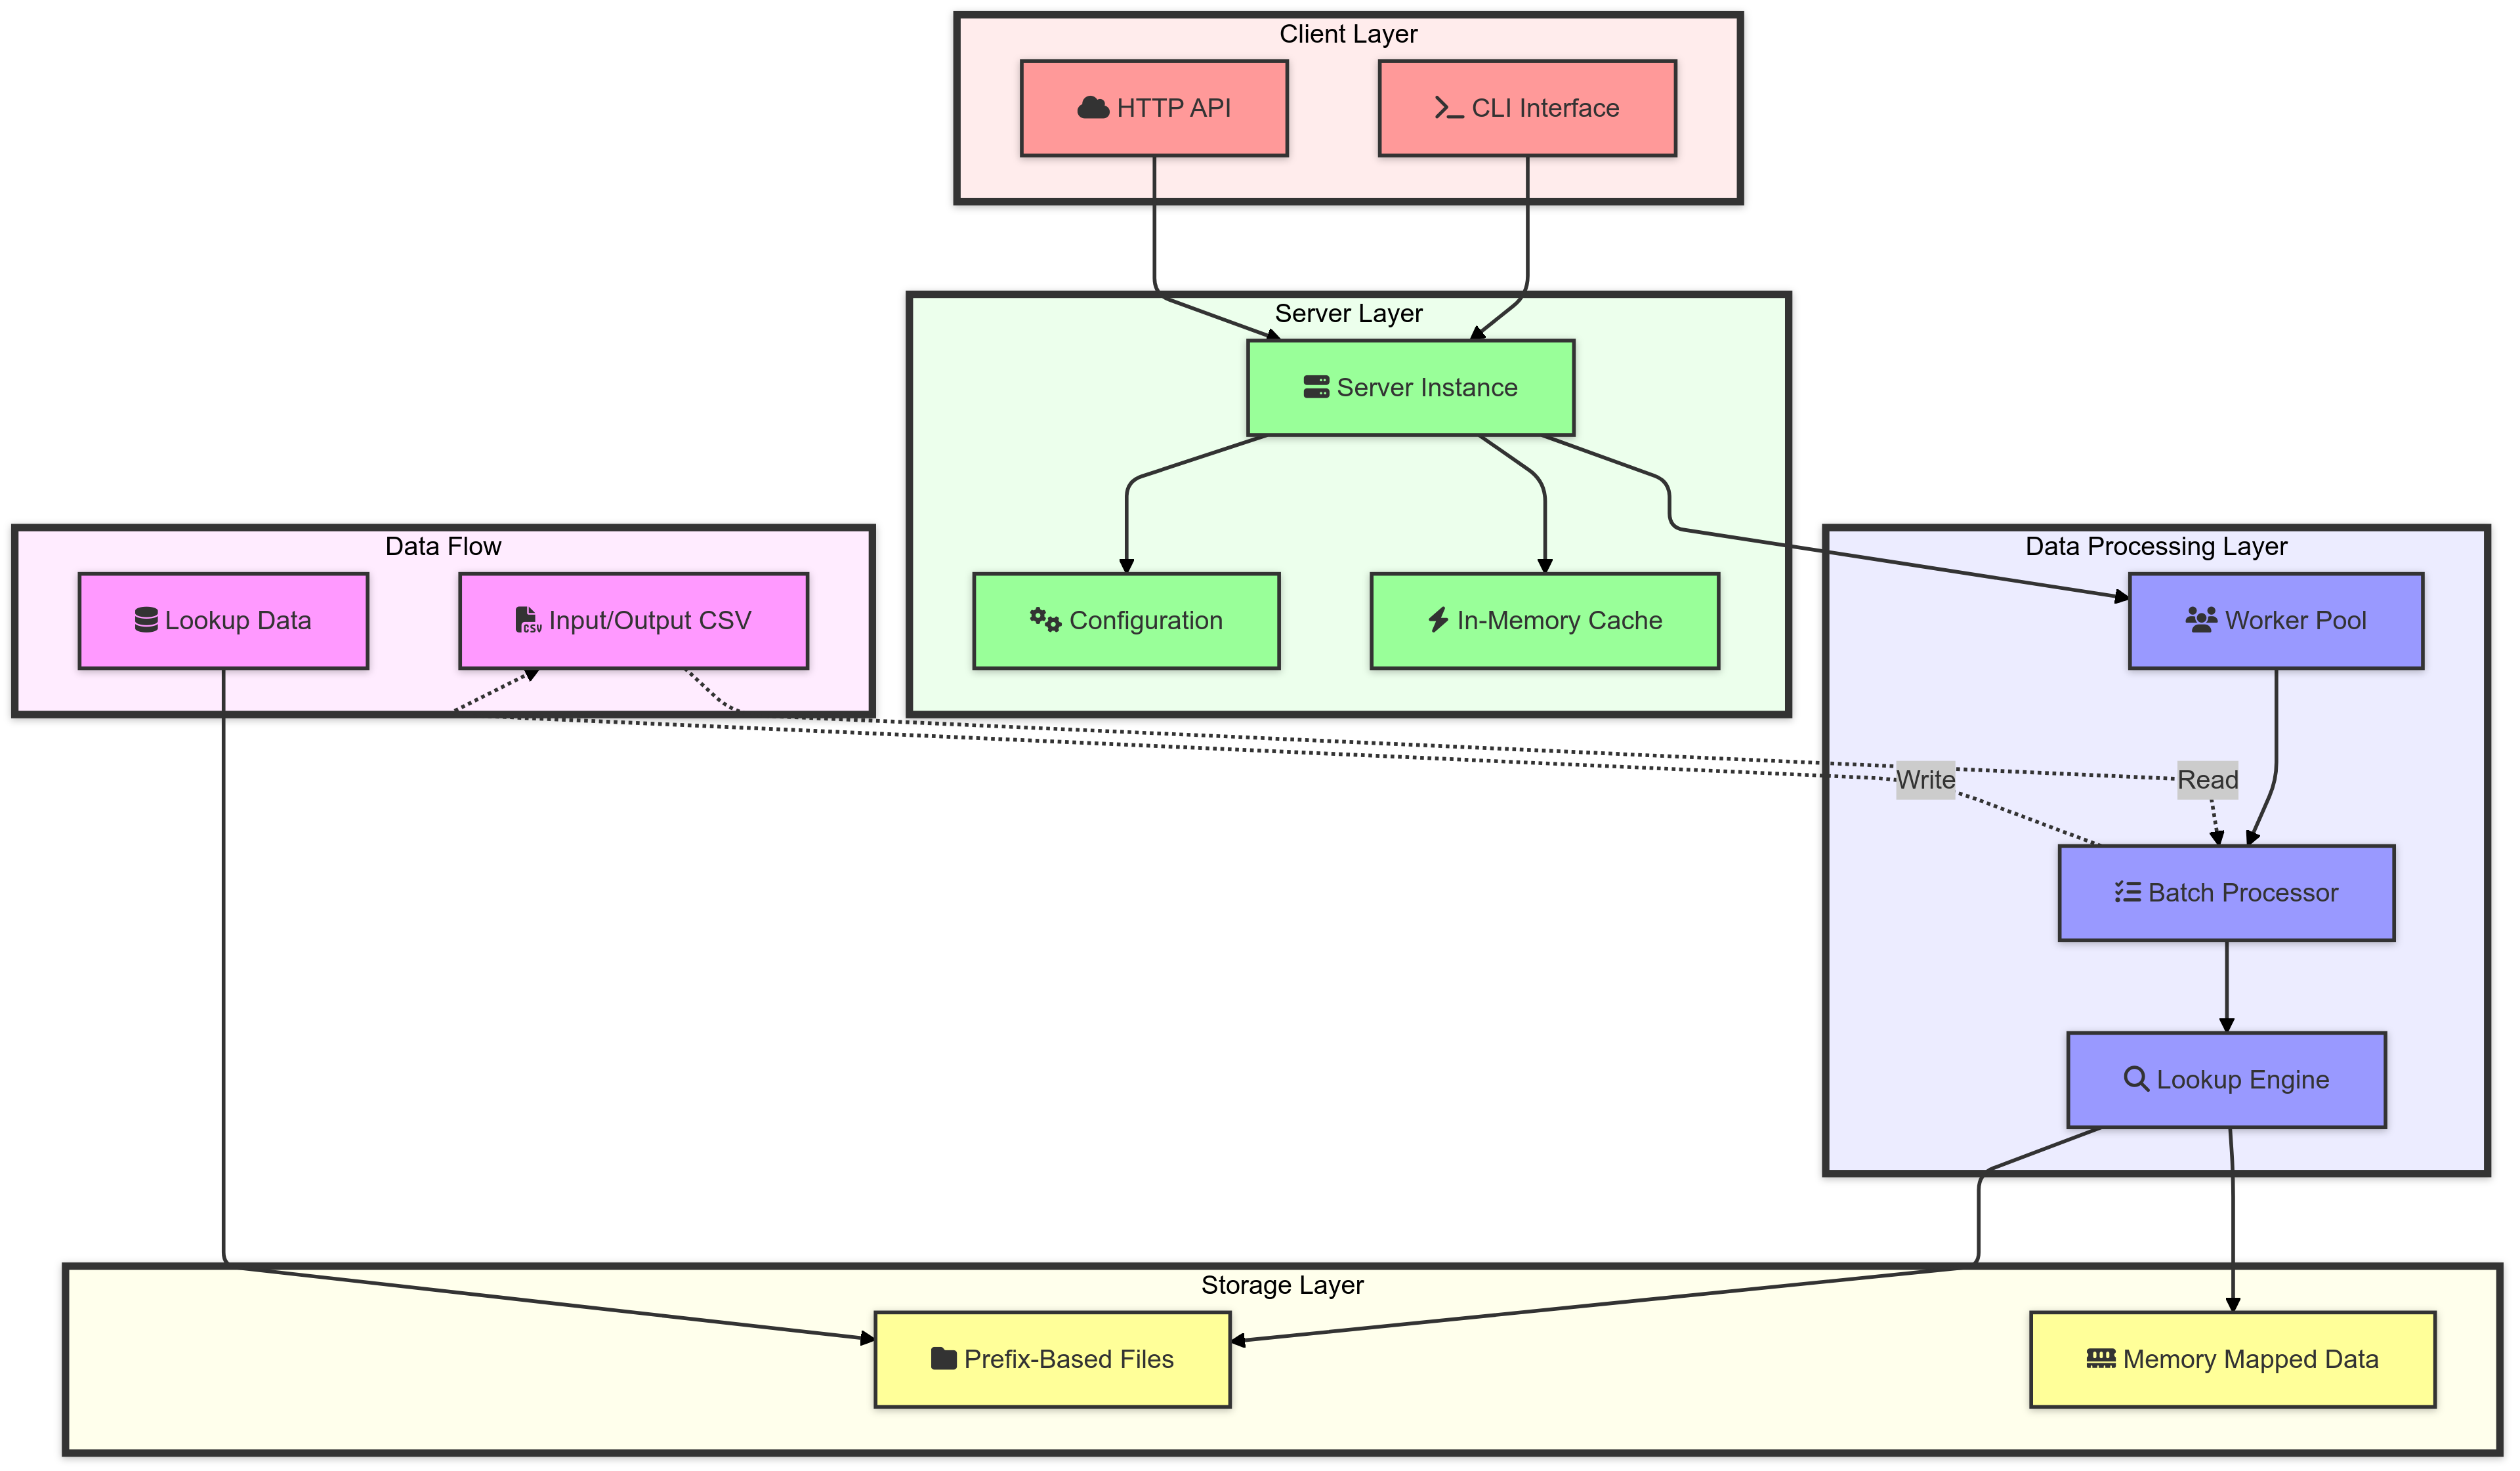 Client Layer
HTTP API
CLI Interface
Server Layer
Server Instance
Configuration
In-Memory Cache
Data Flow
Lookup Data
CSV
Input/Output CSV
Data Processing Layer
Worker Pool
Write
Read
Batch Processor
Lookup Engine
Storage Layer
Prefix-Based Files
Memory Mapped Data